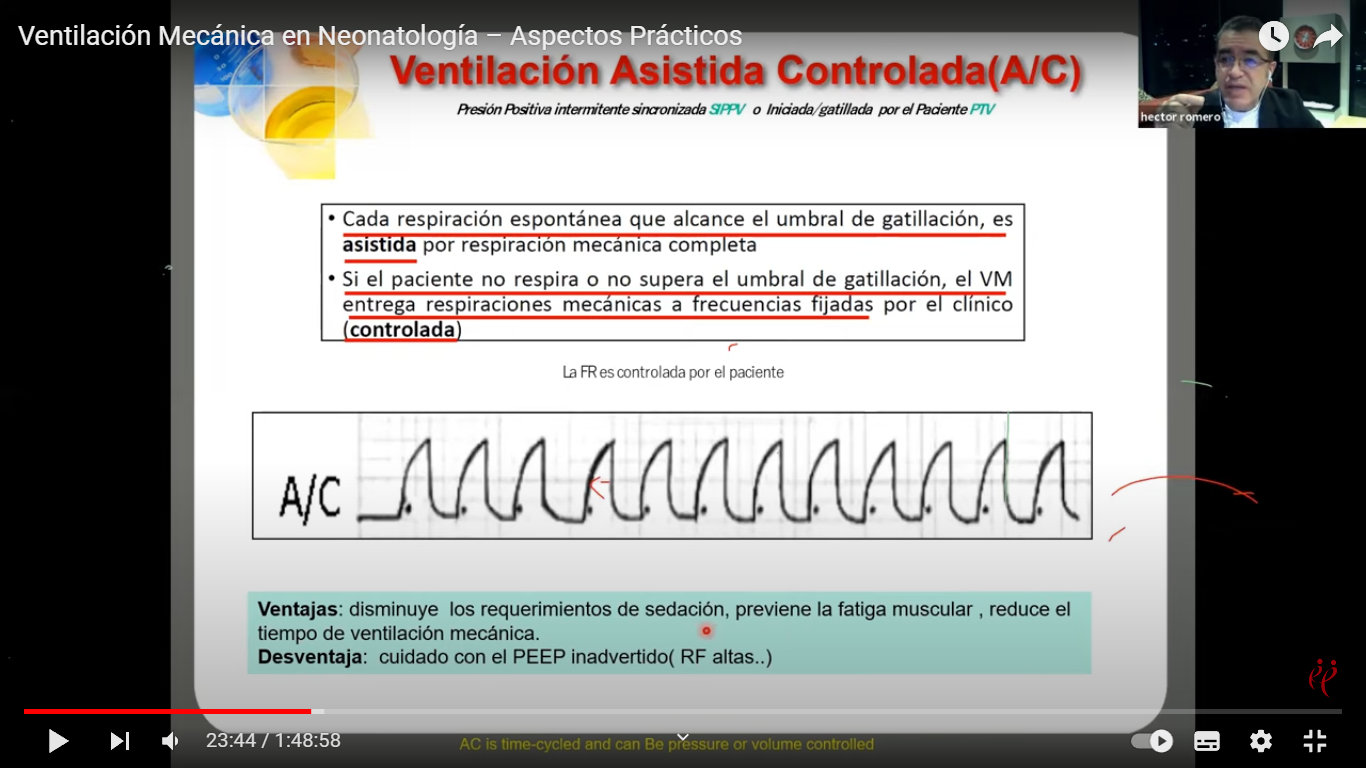 Ventilación Mecánica en Neonatología – Aspectos Prácticos
Ventilación Asistida Controlada(A/C)
Presión Positiva intermitente sincronizada SIPPV o Iniciada/gatillada por el Paciente PTV
hector romero
• Cada respiración espontánea que alcance el umbral de gatillación, es
asistida por respiración mecánica completa
• Si el paciente no respira o no supera el umbral de gatillación, el VM
entrega respiraciones mecánicas a frecuencias fijadas por el clínico
(controlada)
La FR es controlada por el paciente
A/C
Ventajas: disminuye los requerimientos de sedación, previene la fatiga muscular , reduce el
tiempo de ventilación mecánica.
Desventaja: cuidado con el PEEP inadvertido( RF altas..)
23:44 / 1:48:58
AC is time-cycled and can Be pressure or volume controlled